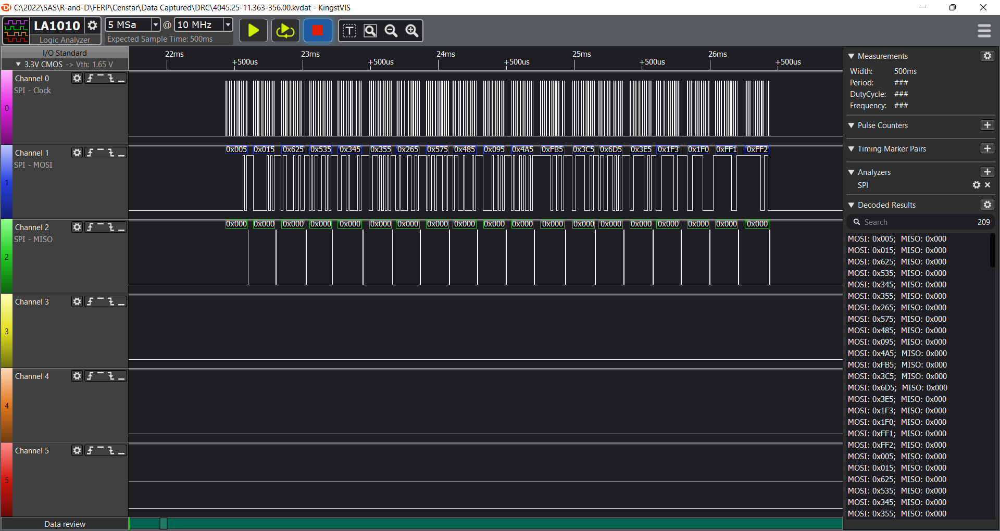 C:\2022\SAS\R-and-D\FERP\Censtar\Data Captured\DRC\4045.25-11.363-356.00.kvdat - KingstVIS
LA1010
Logic Analyzer
5 MSa @ 10 MHz
Expected Sample Time: 500ms
I/O Standard
3.3V CMOS -> Vth: 1.65 V
22ms 23ms 24ms 25ms 26ms
+500us +500us +500us +500us +500us
0
Channel 0
SPI - Clock
1
Channel 1
SPI - MOSI
0x005 0x015 0x625 0x535 0x345 0x355 0x265 0x575 0x485 0x095 0x4A5 0xFB5 0x3C5 0x6D5 0x3E5 0x1F3 0x1F0 0xFF1 0xFF2
2
Channel 2
SPI - MISO
0x000 0x000 0x000 0x000 0x000 0x000 0x000 0x000 0x000 0x000 0x000 0x000 0x000 0x000 0x000 0x000 0x000 0x000 0x000
3
Channel 3
4
Channel 4
5
Channel 5
Data review
Measurements
Width: 500ms
Period: ###
DutyCycle: ###
Frequency: ###
Pulse Counters
Timing Marker Pairs
Analyzers
SPI
Decoded Results
Search 209
MOSI: 0x005; MISO: 0x000
MOSI: 0x015; MISO: 0x000
MOSI: 0x625; MISO: 0x000
MOSI: 0x535; MISO: 0x000
MOSI: 0x345; MISO: 0x000
MOSI: 0x355; MISO: 0x000
MOSI: 0x265; MISO: 0x000
MOSI: 0x575; MISO: 0x000
MOSI: 0x485; MISO: 0x000
MOSI: 0x095; MISO: 0x000
MOSI: 0x4A5; MISO: 0x000
MOSI: 0xFB5; MISO: 0x000
MOSI: 0x3C5; MISO: 0x000
MOSI: 0x6D5; MISO: 0x000
MOSI: 0x3E5; MISO: 0x000
MOSI: 0x1F3; MISO: 0x000
MOSI: 0x1F0; MISO: 0x000
MOSI: 0xFF1; MISO: 0x000
MOSI: 0xFF2; MISO: 0x000
MOSI: 0x005; MISO: 0x000
MOSI: 0x015; MISO: 0x000
MOSI: 0x625; MISO: 0x000
MOSI: 0x535; MISO: 0x000
MOSI: 0x345; MISO: 0x000
MOSI: 0x355; MISO: 0x000